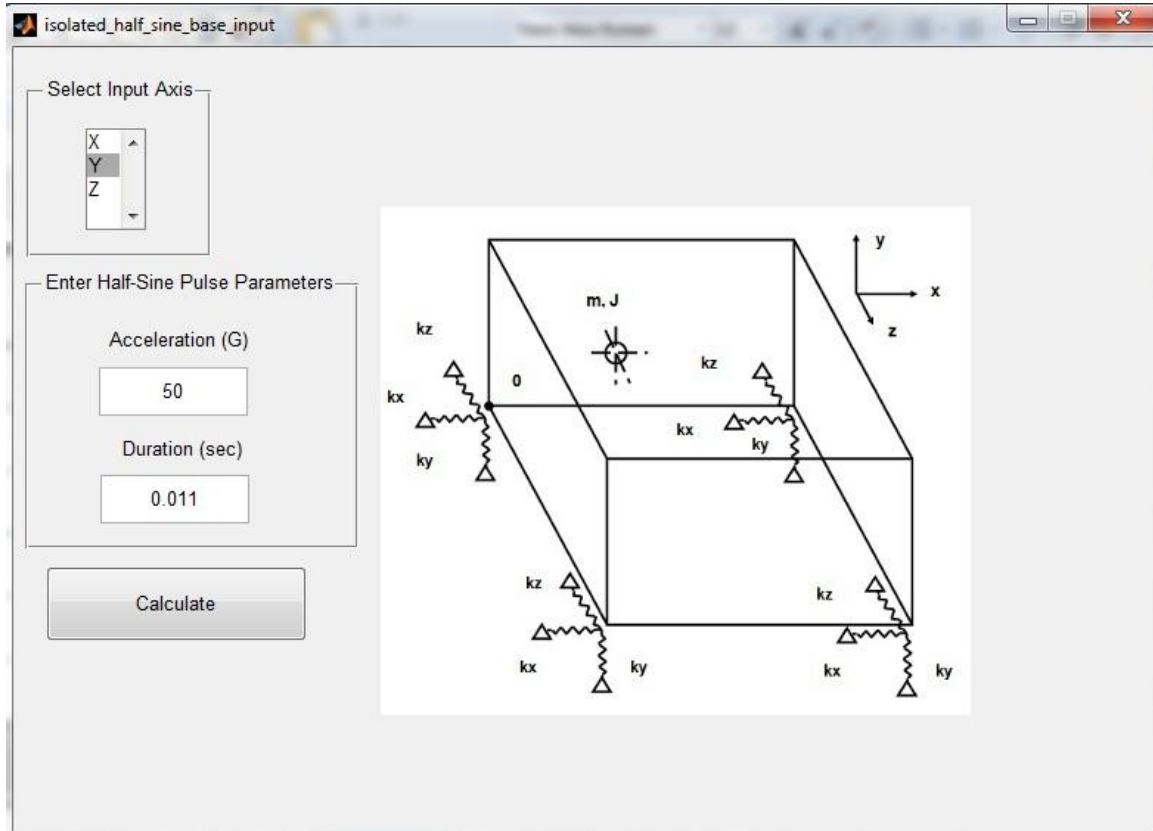 isolated_half_sine_base_input
Select Input Axis
X
Y
Z
Enter Half-Sine Pulse Parameters
Acceleration (G)
50
Duration (sec)
0.011
Calculate
y
x
z
m, J
kz
kz
0
kx
kx
ky
ky
kz
kz
kx
ky
kx
ky